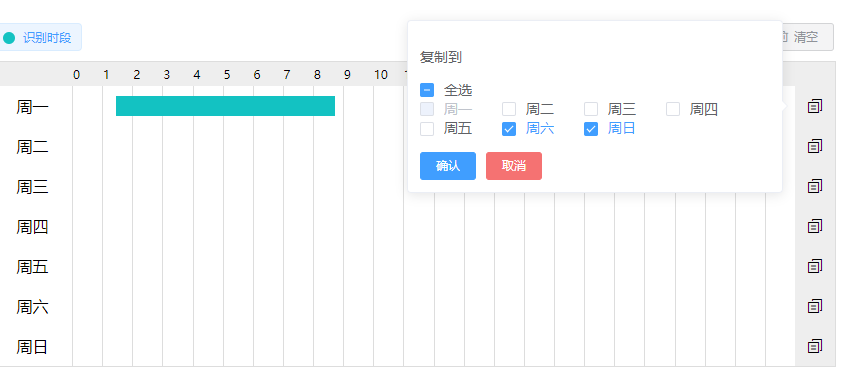 识别时段
清空
0 1 2 3 4 5 6 7 8 9 10
复制到
全选
周一 周二 周三 周四
周五 周六 周日
确认 取消
周一
周二
周三
周四
周五
周六
周日